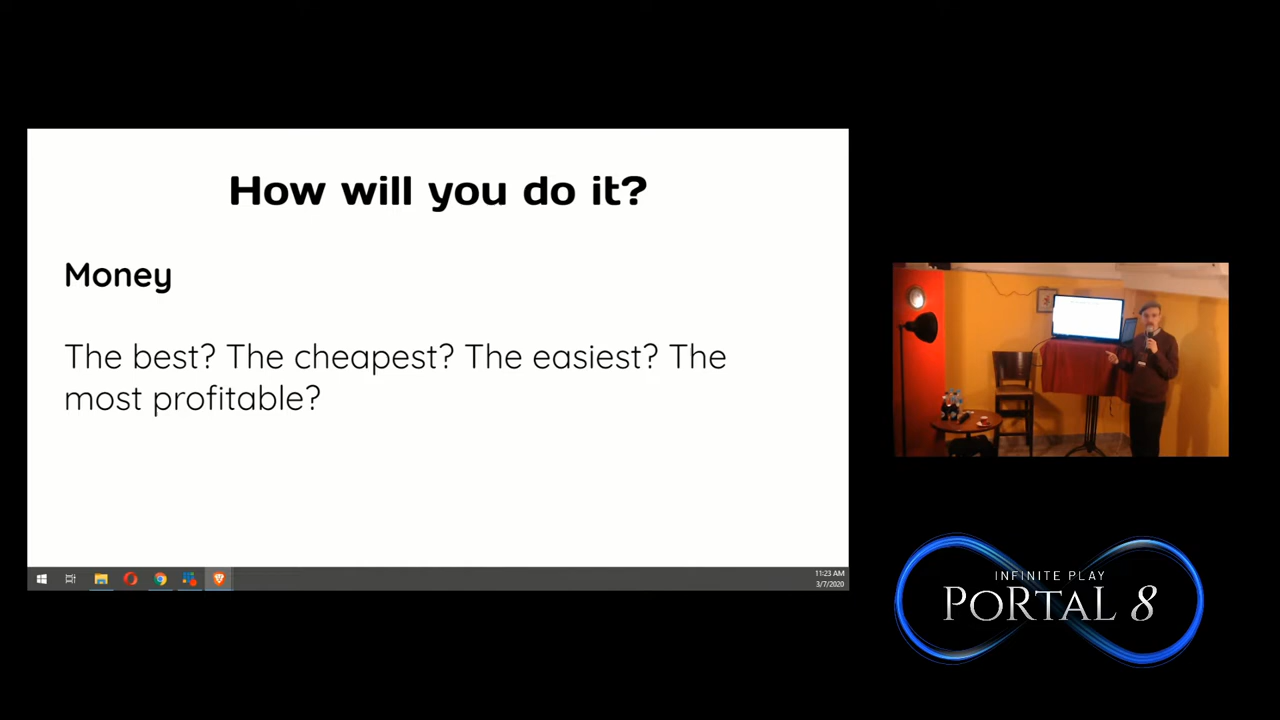 How will you do it?
Money
The best? The cheapest? The easiest? The
most profitable?
11:23 AM
3/7/2020
INFINITE PLAY
PORTAL 8